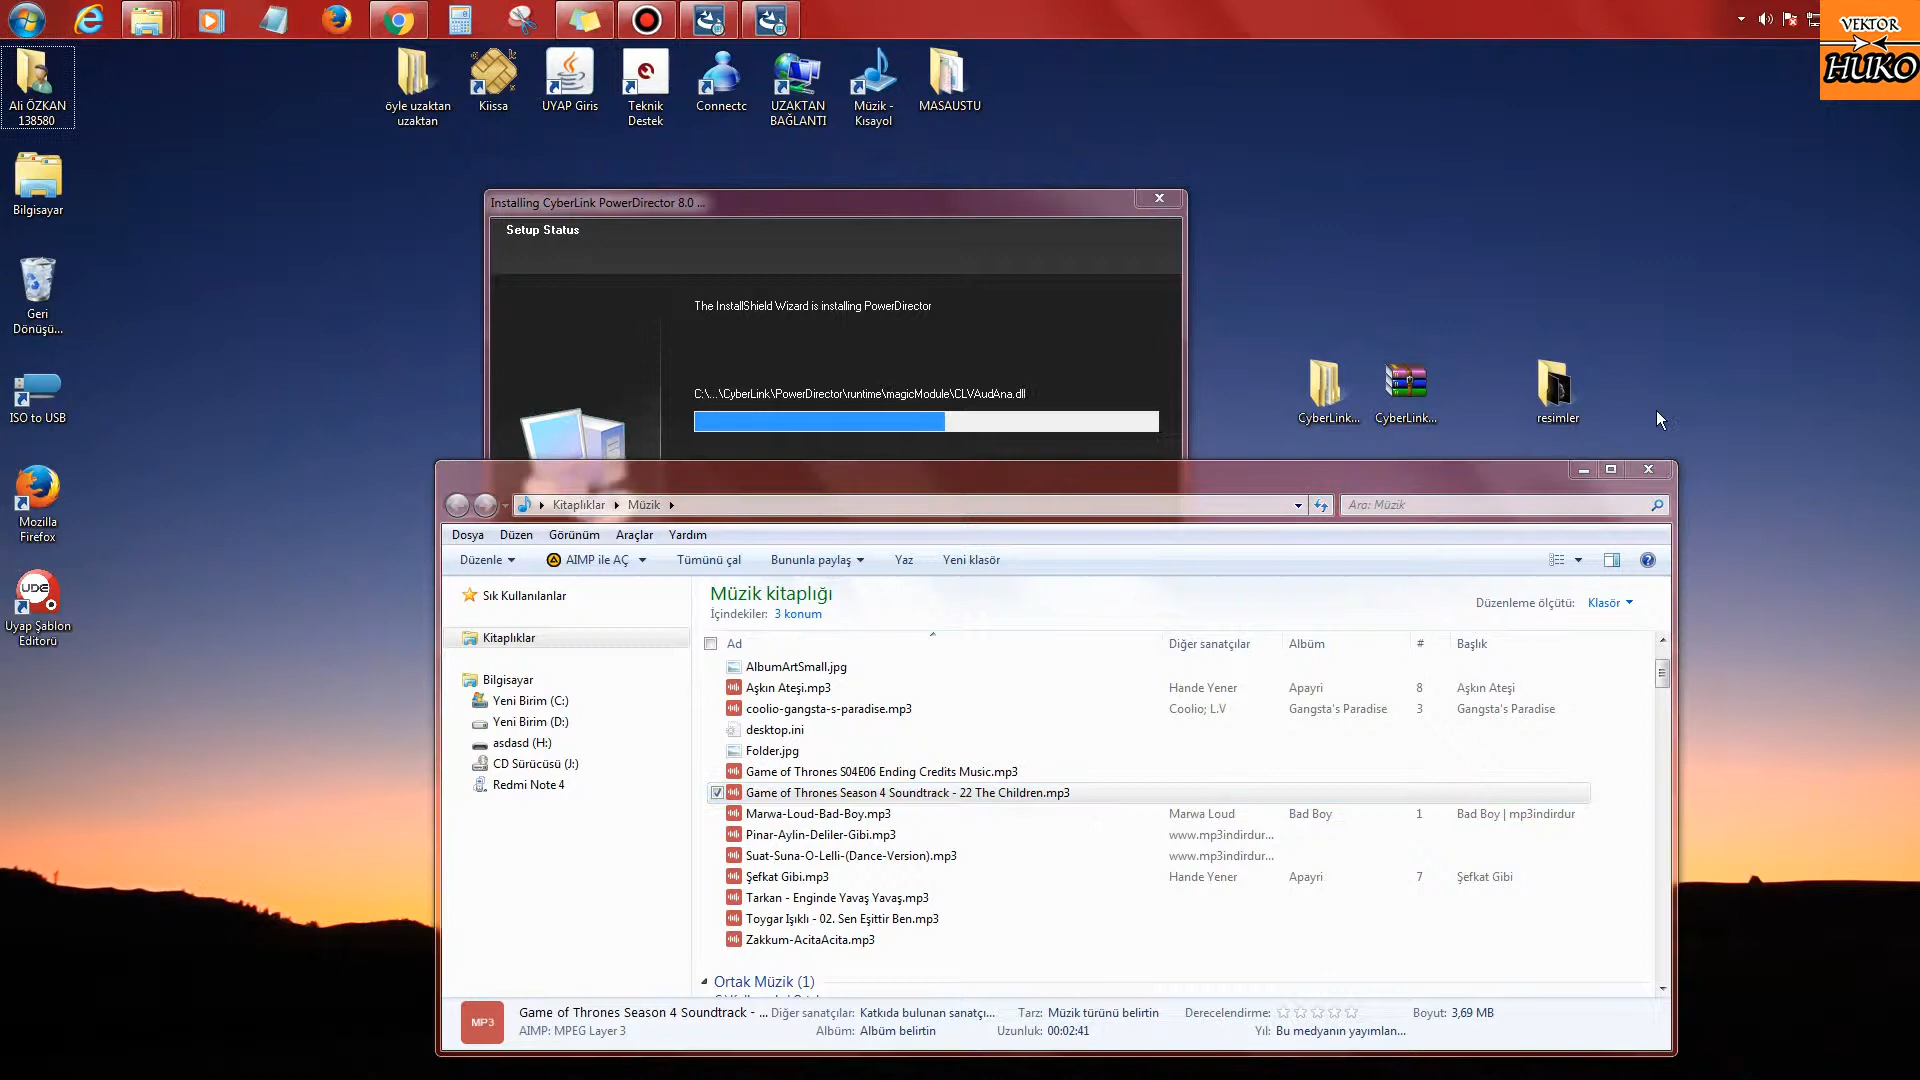 VEKTOR
HUKO
Ali ÖZKAN
138580
öyle uzaktan
uzaktan
Kiissa
UYAP Giris
Teknik
Destek
Connectc
UZAKTAN
BAĞLANTI
Müzik -
Kısayol
MASAUSTU
Bilgisayar
Geri
Dönüşü...
ISO to USB
Mozilla
Firefox
UDE
Uyap Şablon
Editorü
CyberLink...
CyberLink...
resimler
Installing CyberLink PowerDirector 8.0 ...
Setup Status
The InstallShield Wizard is installing PowerDirector
C:\...\CyberLink\PowerDirector\runtime\magicModule\CLVAudAna.dll
Kitaplıklar
Müzik
Ara: Müzik
Dosya Düzen Görünüm Araçlar Yardım
Düzenle AIMP ile AÇ Tümünü çal Bununla paylaş Yaz Yeni klasör
Sık Kullanılanlar
Kitaplıklar
Bilgisayar
Yeni Birim (C:)
Yeni Birim (D:)
asdasd (H:)
CD Sürücüsü (J:)
Redmi Note 4
Müzik kitaplığı
İçindekiler: 3 konum
Düzenleme ölçütü: Klasör
Ad Diğer sanatçılar Albüm # Başlık
AlbumArtSmall.jpg
Aşkın Ateşi.mp3 Hande Yener Apayri 8 Aşkın Ateşi
coolio-gangsta-s-paradise.mp3 Coolio; L.V Gangsta's Paradise 3 Gangsta's Paradise
desktop.ini
Folder.jpg
Game of Thrones S04E06 Ending Credits Music.mp3
Game of Thrones Season 4 Soundtrack - 22 The Children.mp3
Marwa-Loud-Bad-Boy.mp3 Marwa Loud Bad Boy 1 Bad Boy | mp3indirdur
Pinar-Aylin-Deliler-Gibi.mp3 www.mp3indirdur...
Suat-Suna-O-Lelli-(Dance-Version).mp3 www.mp3indirdur...
Şefkat Gibi.mp3 Hande Yener Apayri 7 Şefkat Gibi
Tarkan - Enginde Yavaş Yavaş.mp3
Toygar Işıklı - 02. Sen Eşittir Ben.mp3
Zakkum-AcitaAcita.mp3
Ortak Müzik (1)
MP3
Game of Thrones Season 4 Soundtrack - ... Diğer sanatçılar: Katkıda bulunan sanatçı... Tarz: Müzik türünü belirtin Derecelendirme: Boyut: 3,69 MB
AIMP: MPEG Layer 3 Albüm: Albüm belirtin Uzunluk: 00:02:41 Yıl: Bu medyanın yayımlan...